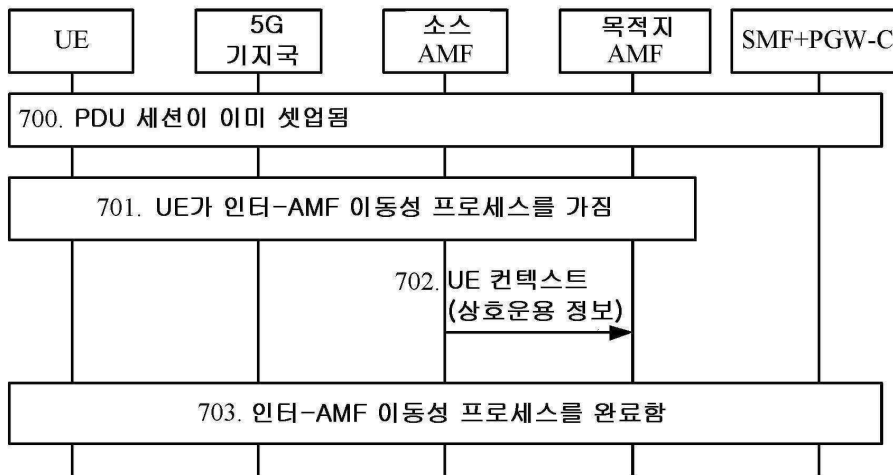 UE
5G
기지국
소스
AMF
목적지
AMF
SMF+PGW-C
700. PDU 세션이 이미 셋업됨
701. UE가 인터-AMF 이동성 프로세스를 가짐
702. UE 컨텍스트
(상호운용 정보)
703. 인터-AMF 이동성 프로세스를 완료함